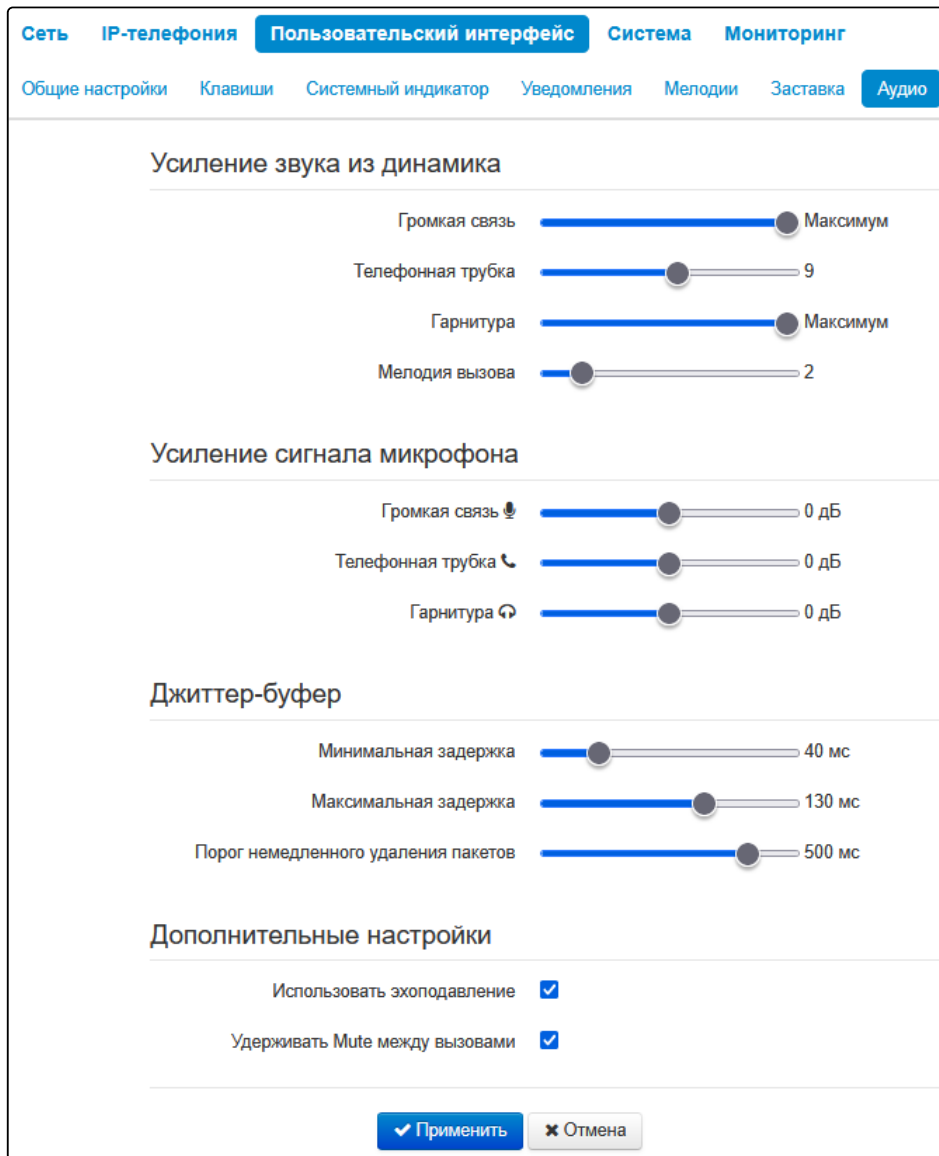 Сеть IP-телефония Пользовательский интерфейс Система Мониторинг
Общие настройки Клавиши Системный индикатор Уведомления Мелодии Заставка Аудио
Усиление звука из динамика
Громкая связь Максимум
Телефонная трубка 9
Гарнитура Максимум
Мелодия вызова 2
Усиление сигнала микрофона
Громкая связь 0 дБ
Телефонная трубка 0 дБ
Гарнитура 0 дБ
Джиттер-буфер
Минимальная задержка 40 мс
Максимальная задержка 130 мс
Порог немедленного удаления пакетов 500 мс
Дополнительные настройки
Использовать эхоподавление
Удерживать Mute между вызовами
Применить Отмена